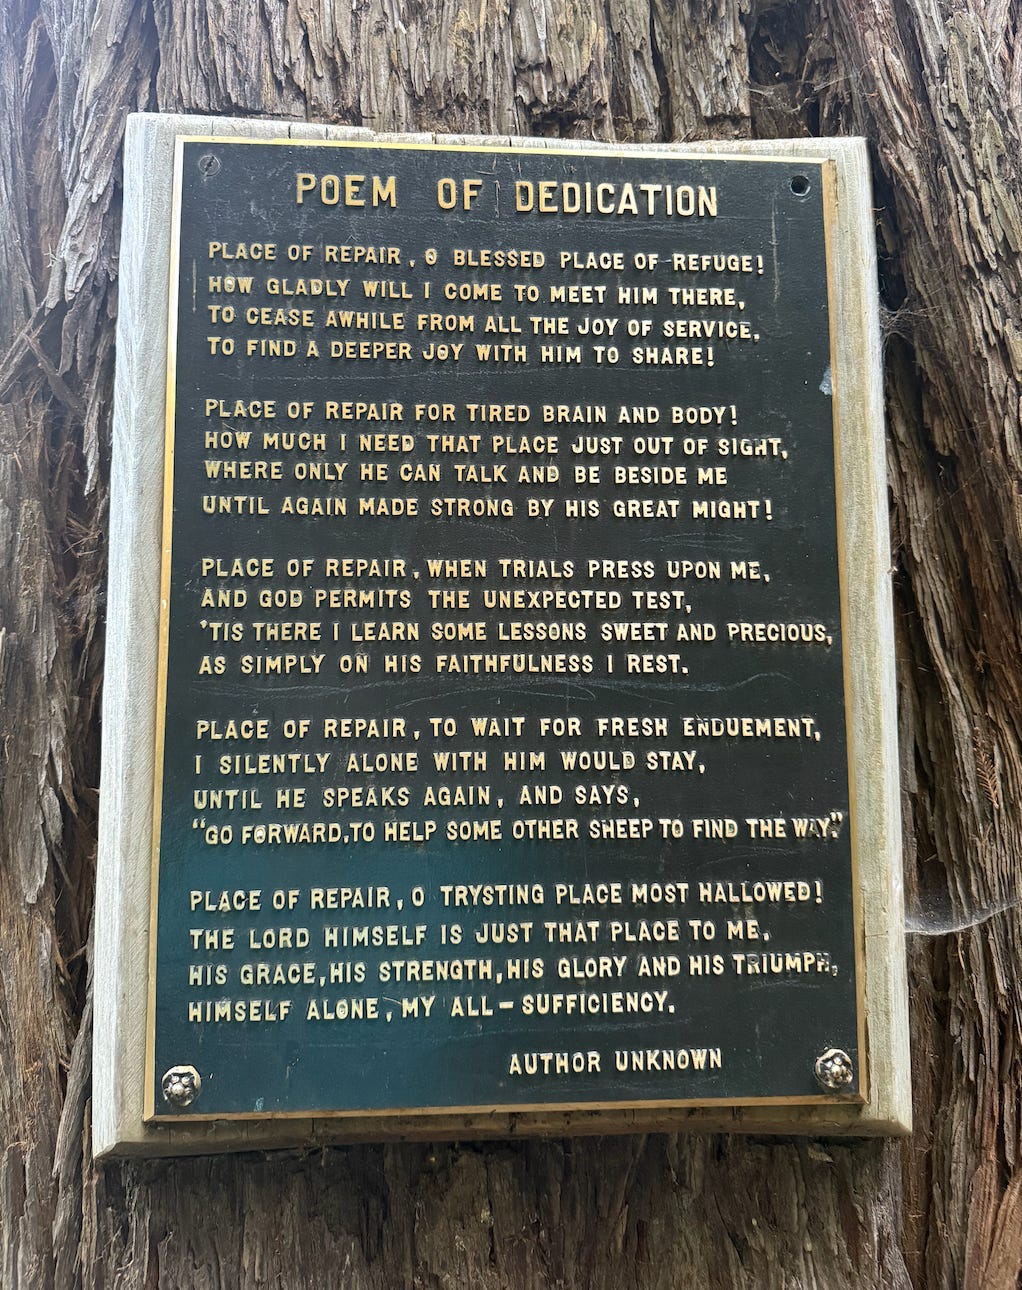 POEM OF DEDICATION
PLACE OF REPAIR, O BLESSED PLACE OF REFUGE!
HOW GLADLY WILL I COME TO MEET HIM THERE,
TO CEASE AWHILE FROM ALL THE JOY OF SERVICE,
TO FIND A DEEPER JOY WITH HIM TO SHARE!
PLACE OF REPAIR FOR TIRED BRAIN AND BODY!
HOW MUCH I NEED THAT PLACE JUST OUT OF SIGHT,
WHERE ONLY HE CAN TALK AND BE BESIDE ME
UNTIL AGAIN MADE STRONG BY HIS GREAT MIGHT!
PLACE OF REPAIR, WHEN TRIALS PRESS UPON ME,
AND GOD PERMITS THE UNEXPECTED TEST,
'TIS THERE I LEARN SOME LESSONS SWEET AND PRECIOUS,
AS SIMPLY ON HIS FAITHFULNESS I REST.
PLACE OF REPAIR, TO WAIT FOR FRESH ENDUEMENT,
I SILENTLY ALONE WITH HIM WOULD STAY,
UNTIL HE SPEAKS AGAIN, AND SAYS,
"GO FORWARD, TO HELP SOME OTHER SHEEP TO FIND THE WAY."
PLACE OF REPAIR, O TRYSTING PLACE MOST HALLOWED!
THE LORD HIMSELF IS JUST THAT PLACE TO ME,
HIS GRACE, HIS STRENGTH, HIS GLORY AND HIS TRIUMPH,
HIMSELF ALONE, MY ALL-SUFFICIENCY.
AUTHOR UNKNOWN